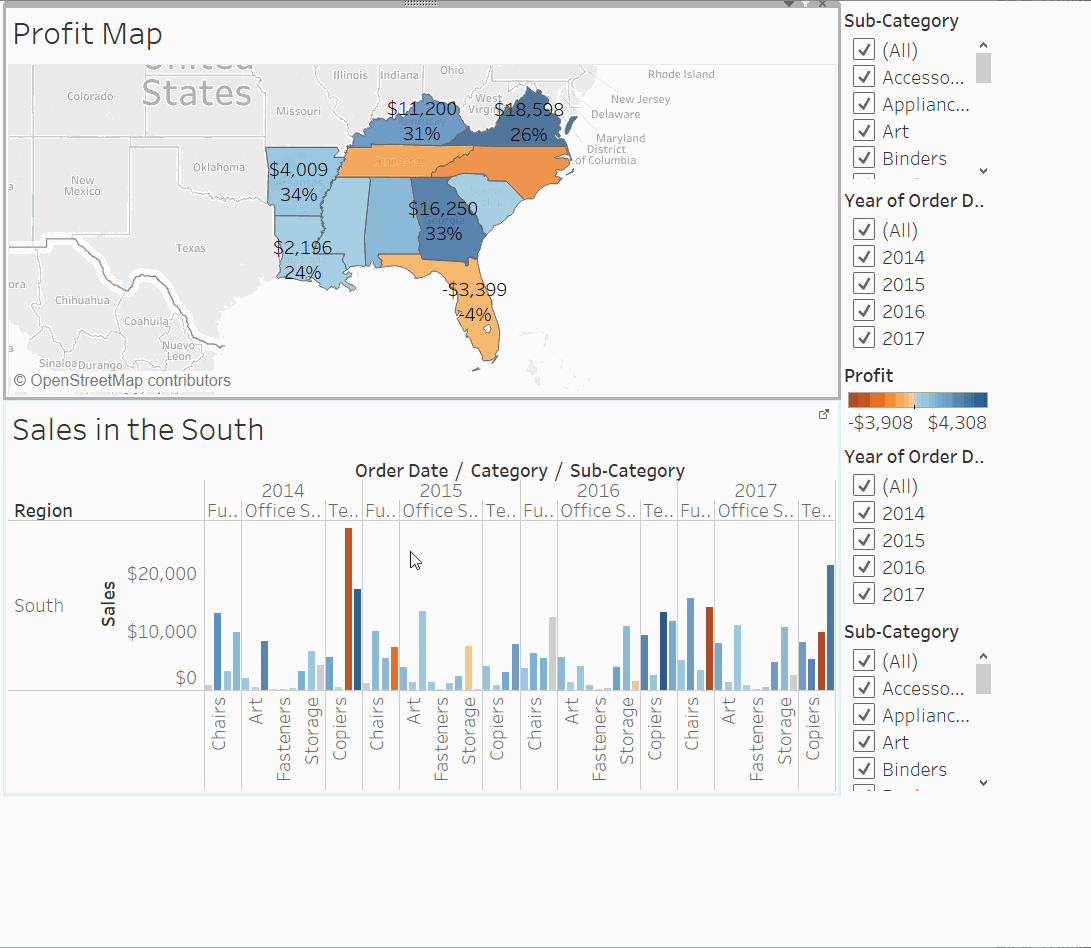 Profit Map
United
States
Colorado
Illinois
Indiana
Ohio
Rhode Island
Missouri
West
Virginia
New Jersey
Delaware
Maryland
District
of Columbia
Oklahoma
New
Mexico
Texas
Chihuahua
Coahuila
Nuevo
León
Sinaloa
Durango
ora
Kentucky
Georgia
$11,200
31%
$18,598
26%
$4,009
34%
$16,250
33%
$2,196
24%
-$3,399
-4%
© OpenStreetMap contributors
Sales in the South
Order Date / Category / Sub-Category
2014 2015 2016 2017
Region Fu.. Office S.. Te.. Fu.. Office S.. Te.. Fu.. Office S.. Te.. Fu.. Office S.. Te..
South
Sales
$20,000
$10,000
$0
Chairs Art Fasteners Storage Copiers Chairs Art Fasteners Storage Copiers Chairs Art Fasteners Storage Copiers Chairs Art Fasteners Storage Copiers
Sub-Category
(All)
Accesso...
Applianc...
Art
Binders
Year of Order D..
(All)
2014
2015
2016
2017
Profit
-$3,908 $4,308
Year of Order D..
(All)
2014
2015
2016
2017
Sub-Category
(All)
Accesso...
Applianc...
Art
Binders